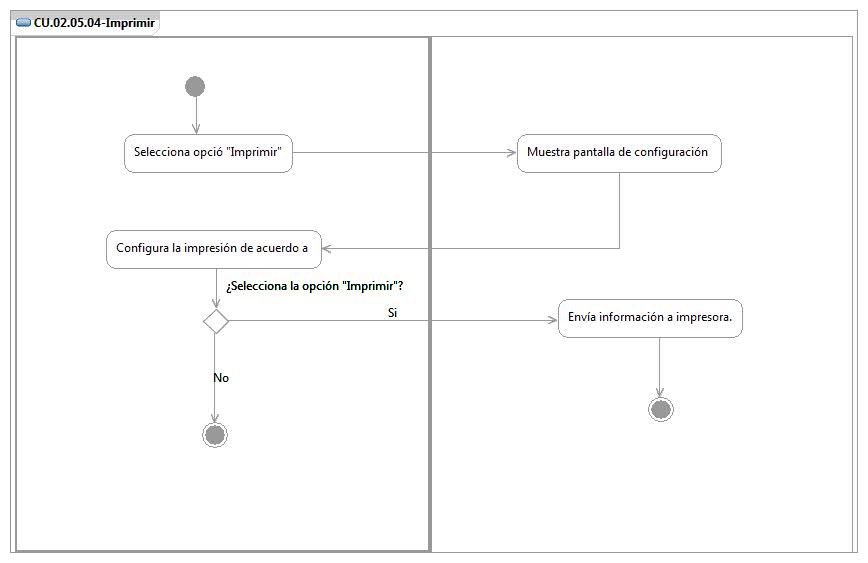 CU.02.05.04-Imprimir
Selecciona opció "Imprimir"
Muestra pantalla de configuración
Configura la impresión de acuerdo a
¿Selecciona la opción "Imprimir"?
Si
Envía información a impresora.
No